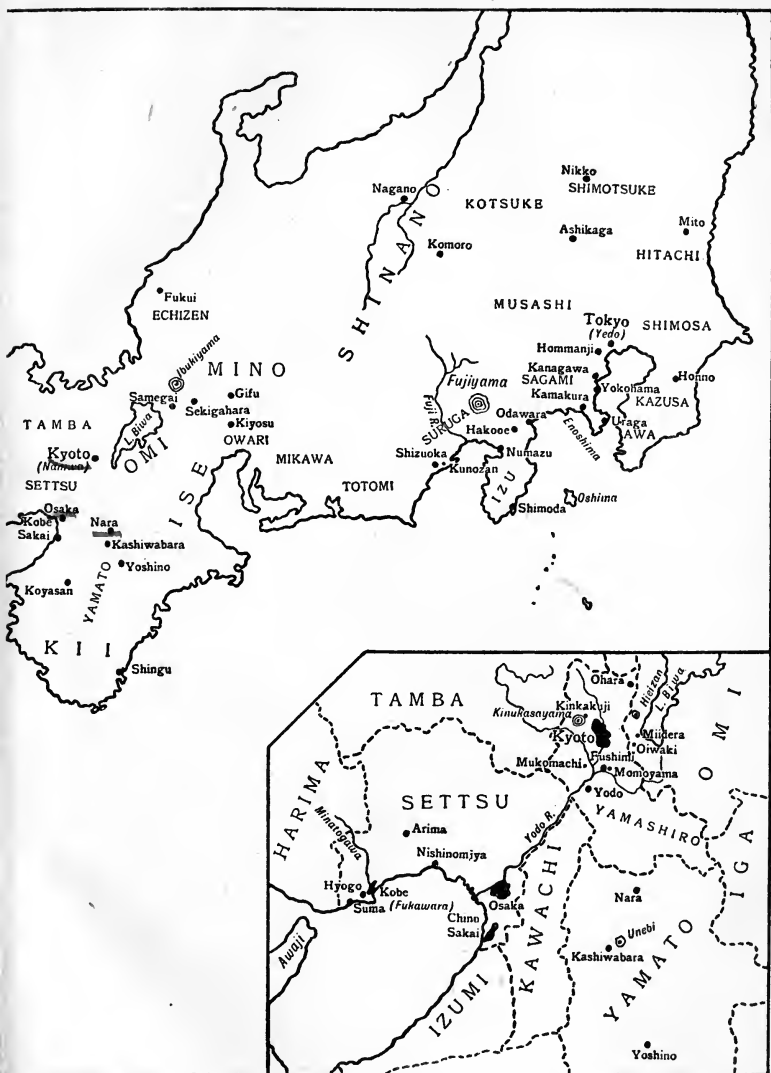 Nikko
SHIMOTSUKE
Nagano
KOTSUKE
Mito
Ashikaga
HITACHI
Komoro
SHINANO
Fukui
ECHIZEN
MUSASHI
Tokyo
(Yedo)
SHIMOSA
Hommanji
Ibukiyama
MINO
Kanagawa
SAGAMI
Fujiyama
Yokohama
Honno
KAZUSA
Samegai
Gifu
Sekigahara
Fuji R.
SURUGA
Kamakura
Odawara
Enoshima
Uraga
AWA
TAMBA
L. Biwa
OMI
Kiyosu
OWARI
Hakooe
Kyoto
(Naniwa)
ISE
MIKAWA
Shizuoka
Kunozan
Numazu
SETTSU
TOTOMI
IZU
Oshima
Shimoda
Osaka
Kobe
Sakai
Nara
Kashiwabara
Yoshino
YAMATO
Koyasan
KII
Shingu
TAMBA
Ohara
Hieizan
L. Biwa
Kinkakuji
Kinukasayama
Kyoto
Miidera
Oiwaki
OMI
Fushimi
Mukomachi
Momoyama
HARIMA
SETTSU
Yodo
YAMASHIRO
Minatogawa
Arima
Yodo R.
IGA
Nishinomiya
KAWACHI
Hyogo
Kobe
Suma
(Fukawara)
Osaka
Nara
Chino
Sakai
Unebi
Kashiwabara
YAMATO
Awaji
IZUMI
Yoshino